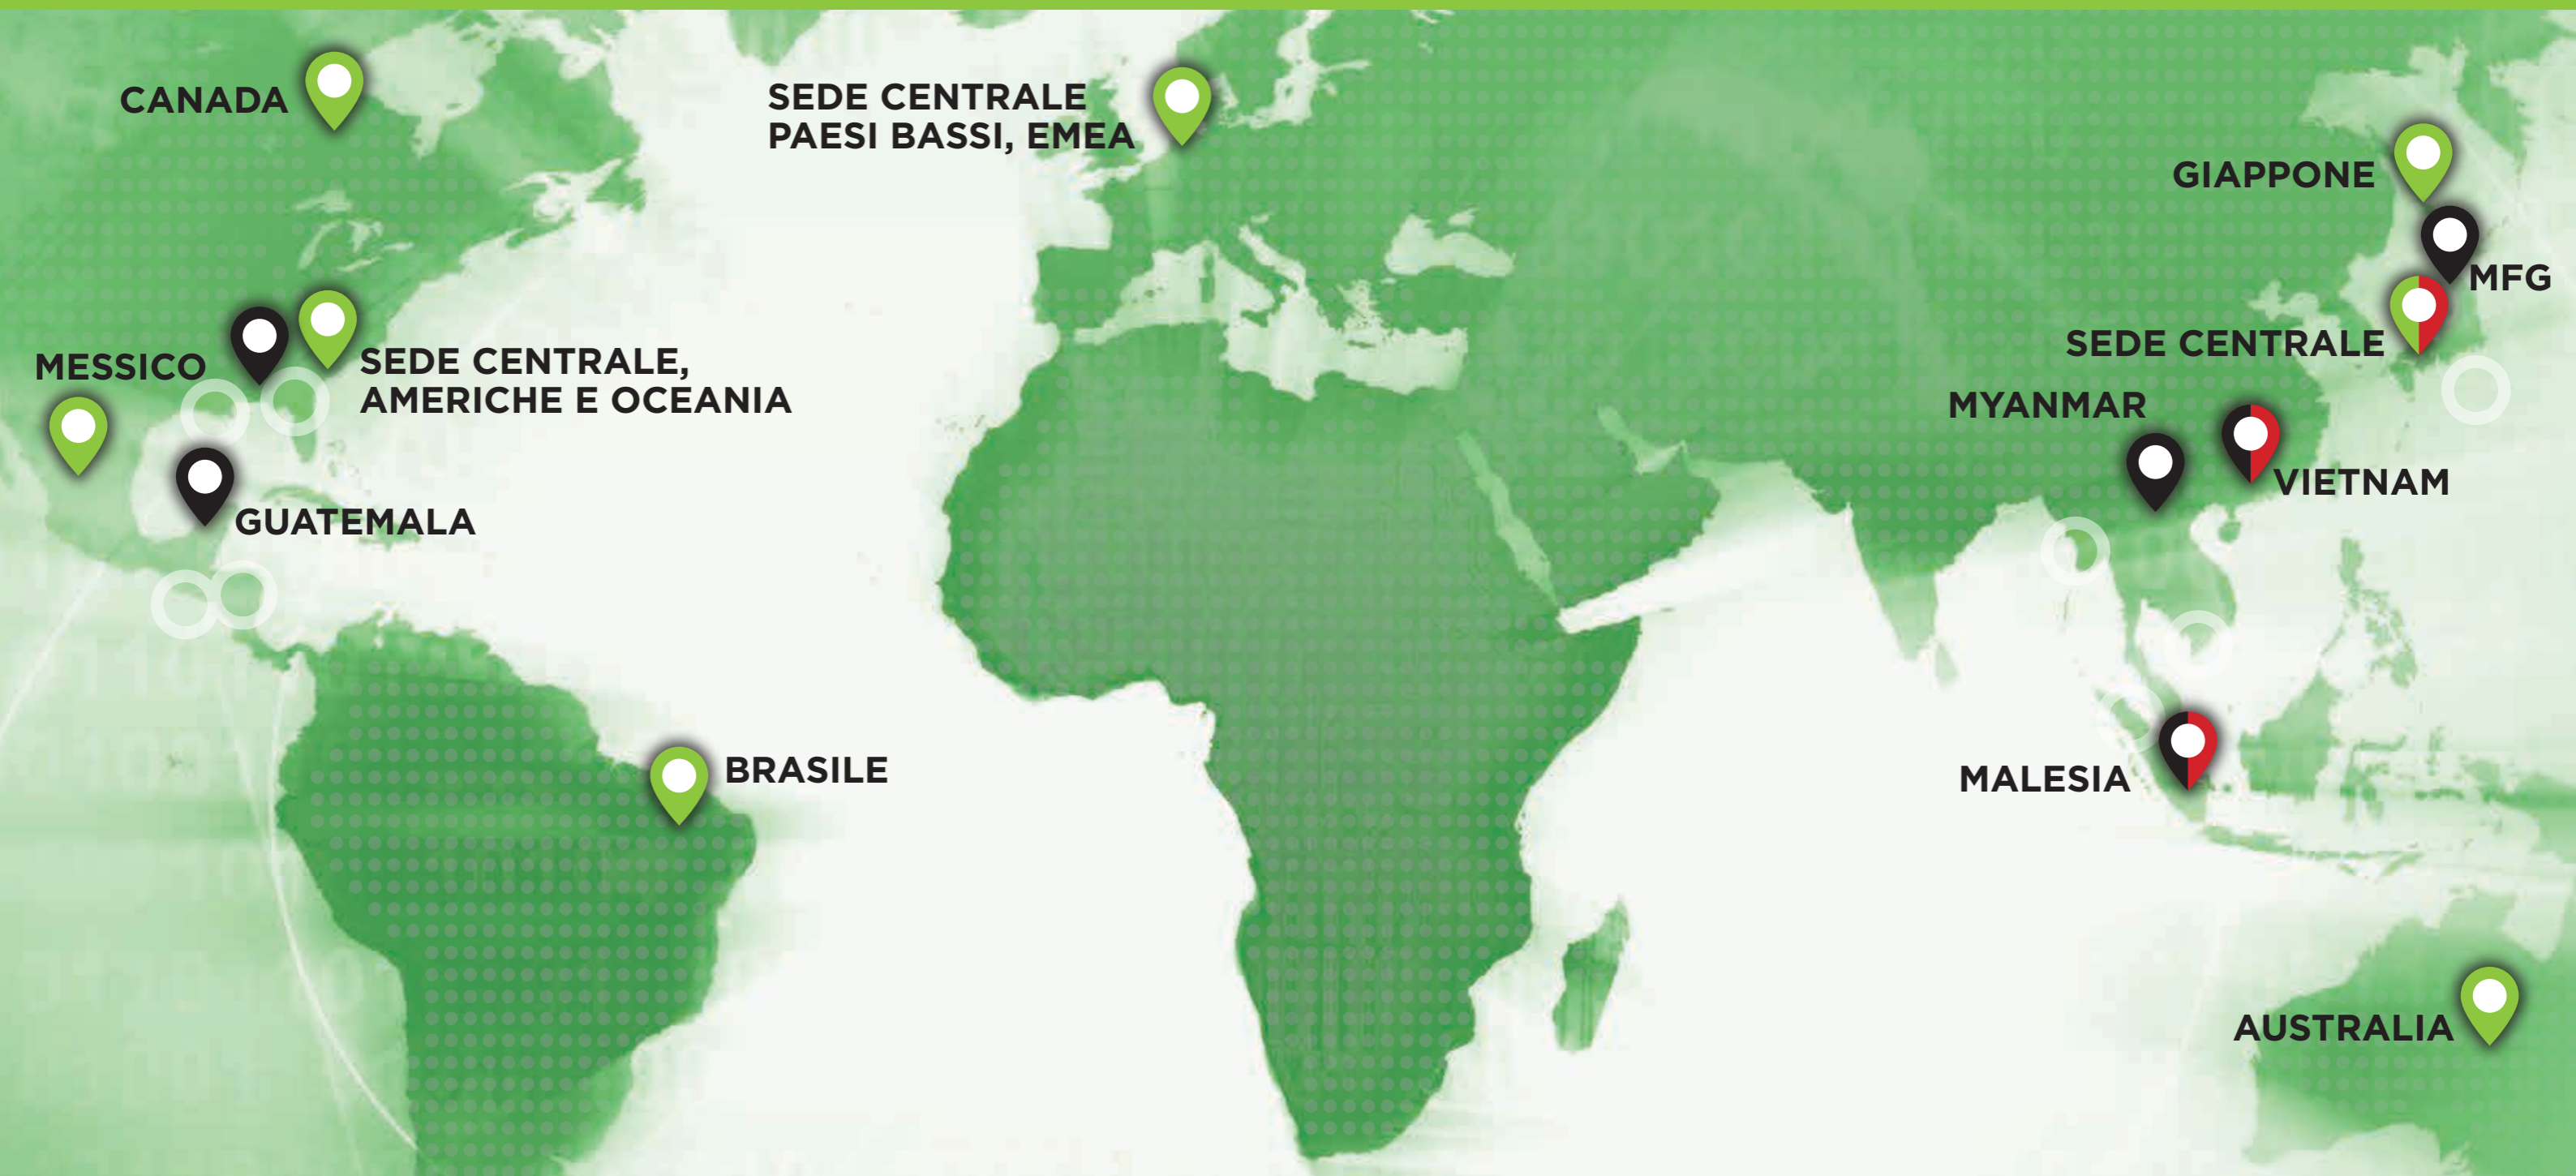 CANADA
SEDE CENTRALE
PAESI BASSI, EMEA
GIAPPONE
MFG
SEDE CENTRALE
MESSICO
SEDE CENTRALE,
AMERICHE E OCEANIA
MYANMAR
VIETNAM
GUATEMALA
BRASILE
MALESIA
AUSTRALIA